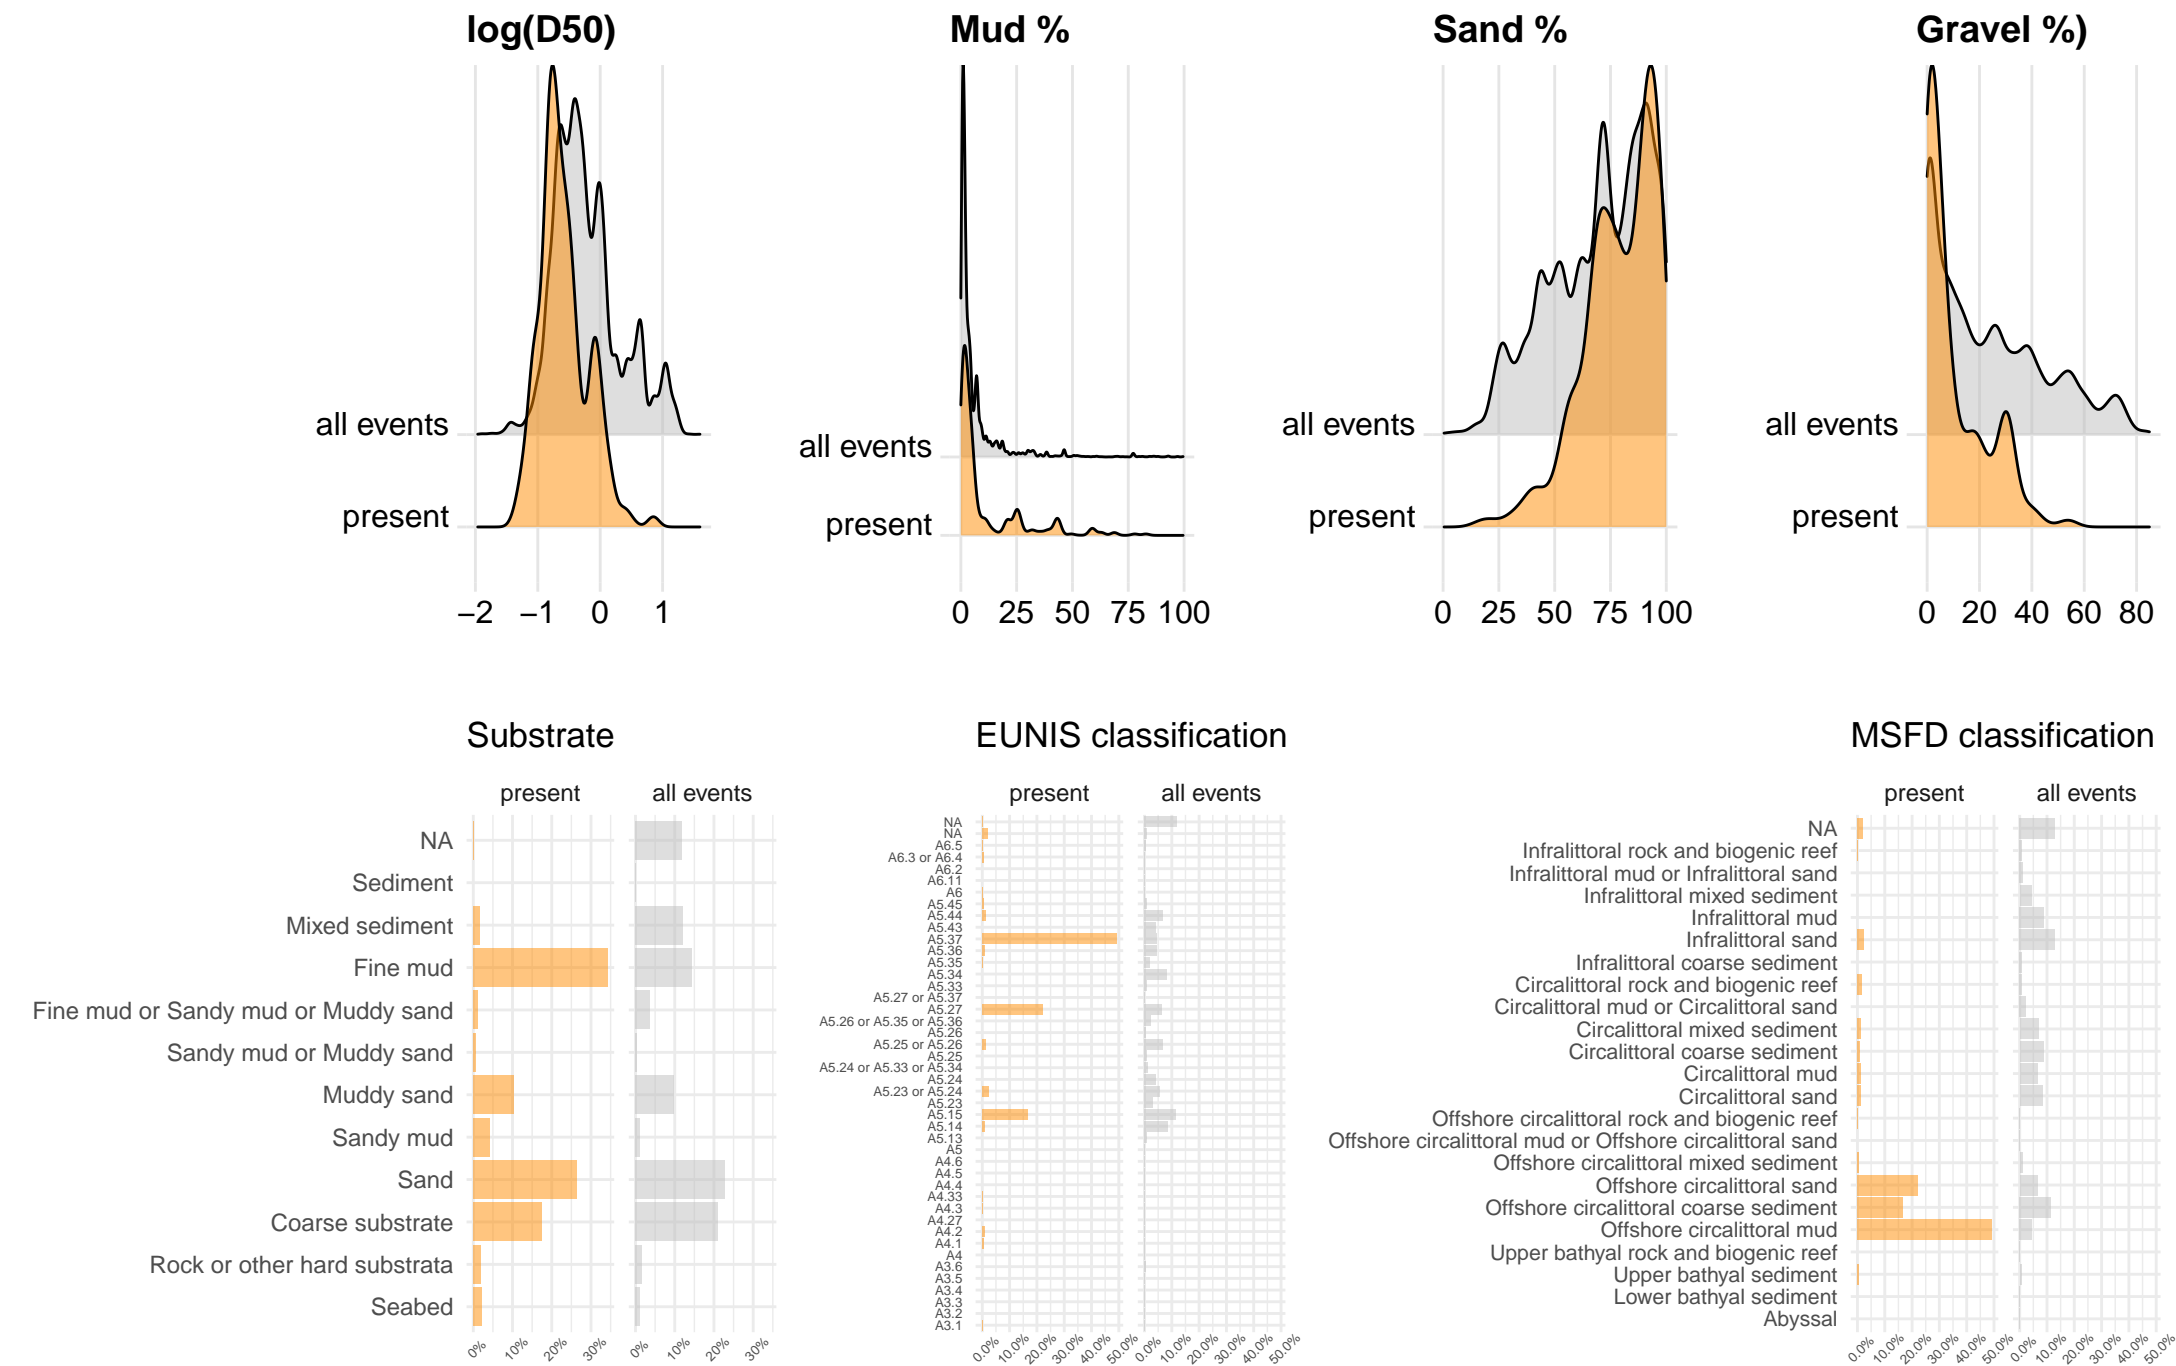 log(D50)
Mud %
Sand %
Gravel %)
all events
present
−2 −1 0 1
all events
present
0 25 50 75 100
all events
present
0 25 50 75 100
all events
present
0 20 40 60 80
Substrate
present all events
NA
Sediment
Mixed sediment
Fine mud
Fine mud or Sandy mud or Muddy sand
Sandy mud or Muddy sand
Muddy sand
Sandy mud
Sand
Coarse substrate
Rock or other hard substrata
Seabed
0% 10% 20% 30% 0% 10% 20% 30%
EUNIS classification
present all events
NA
NA
A6.5
A6.3 or A6.4
A6.2
A6.11
A6
A5.45
A5.44
A5.43
A5.37
A5.36
A5.35
A5.34
A5.33
A5.27 or A5.37
A5.27
A5.26 or A5.35 or A5.36
A5.26
A5.25 or A5.26
A5.25
A5.24 or A5.33 or A5.34
A5.24
A5.23 or A5.24
A5.23
A5.15
A5.14
A5.13
A5
A4.6
A4.5
A4.4
A4.33
A4.3
A4.27
A4.2
A4.1
A4
A3.6
A3.5
A3.4
A3.3
A3.2
A3.1
0.0% 10.0% 20.0% 30.0% 40.0% 50.0% 0.0% 10.0% 20.0% 30.0% 40.0% 50.0%
MSFD classification
present all events
NA
Infralittoral rock and biogenic reef
Infralittoral mud or Infralittoral sand
Infralittoral mixed sediment
Infralittoral mud
Infralittoral sand
Infralittoral coarse sediment
Circalittoral rock and biogenic reef
Circalittoral mud or Circalittoral sand
Circalittoral mixed sediment
Circalittoral coarse sediment
Circalittoral mud
Circalittoral sand
Offshore circalittoral rock and biogenic reef
Offshore circalittoral mud or Offshore circalittoral sand
Offshore circalittoral mixed sediment
Offshore circalittoral sand
Offshore circalittoral coarse sediment
Offshore circalittoral mud
Upper bathyal rock and biogenic reef
Upper bathyal sediment
Lower bathyal sediment
Abyssal
0.0% 10.0% 20.0% 30.0% 40.0% 50.0% 0.0% 10.0% 20.0% 30.0% 40.0% 50.0%